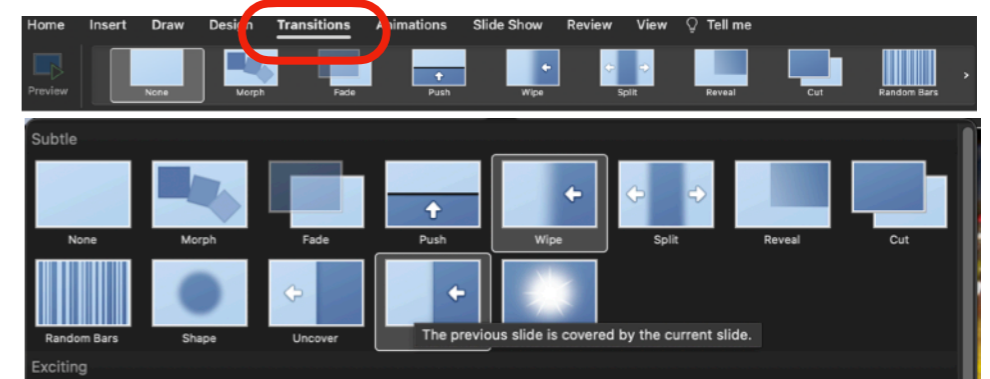 Home Insert Draw Design Transitions Animations Slide Show Review View Tell me
Preview None Morph Fade Push Wipe Split Reveal Cut Random Bars
Subtle
None Morph Fade Push Wipe Split Reveal Cut
Random Bars Shape Uncover The previous slide is covered by the current slide.
Exciting